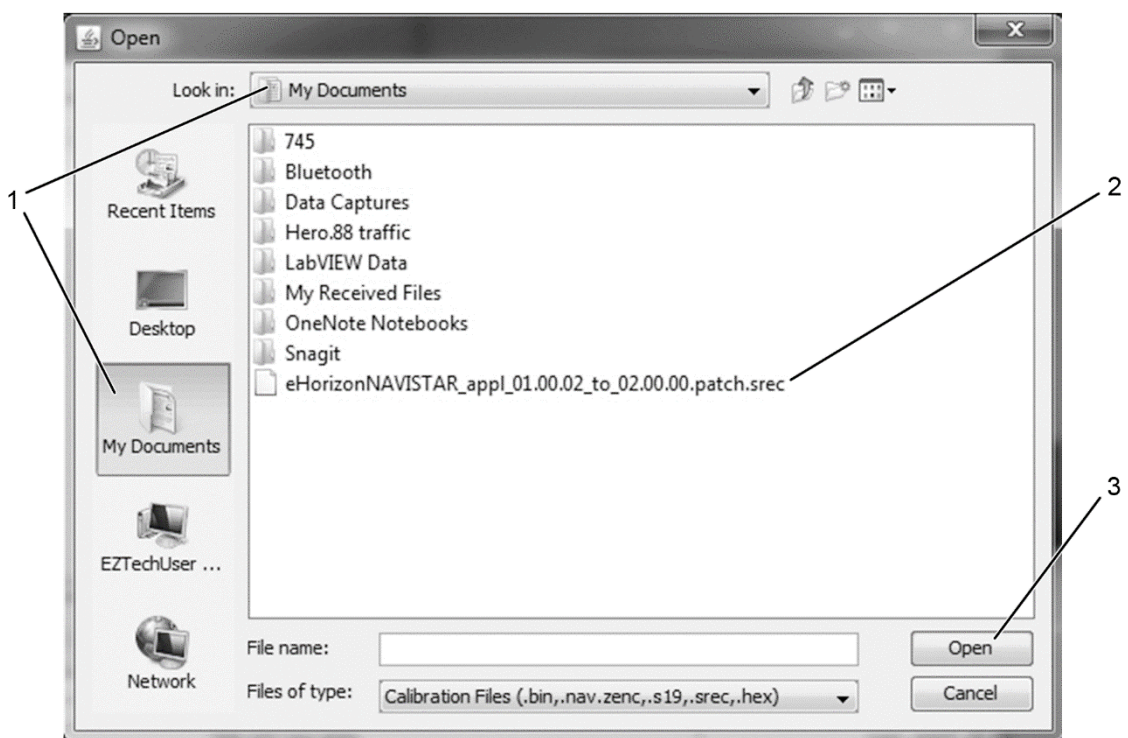 Open
x
Look in: My Documents
745
Bluetooth
Data Captures
Hero.88 traffic
LabVIEW Data
My Received Files
OneNote Notebooks
Snagit
eHorizonNAVISTAR_appl_01.00.02_to_02.00.00.patch.srec
Recent Items
Desktop
My Documents
EZTechUser ...
Network
File name:
Open
Files of type: Calibration Files (.bin,.nav.zenc,.s19,.srec,.hex)
Cancel
1
2
3